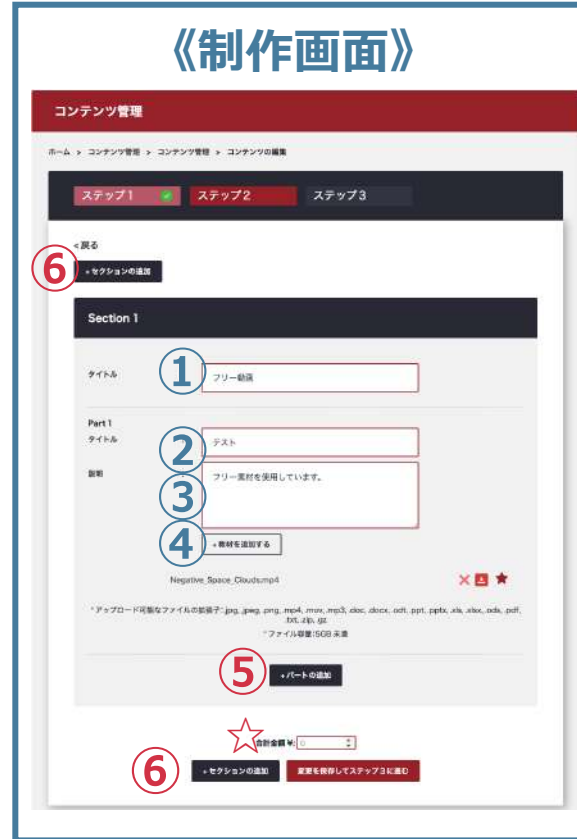 《制作画面》
コンテンツ管理
ホーム > コンテンツ管理 > コンテンツ管理 > コンテンツの編集
ステップ1 ステップ2 ステップ3
<戻る
⑥ +セクションの追加
Section 1
タイトル ① フリー動画
Part 1
タイトル ② テスト
説明 ③ フリー素材を使用しています。
④ +教材を追加する
Negative_Space_Clouds.mp4
*アップロード可能なファイルの拡張子: .jpg, .jpeg, .png, .mp4, .mov, .mp3, .doc, .docx, .odt, .ppt, .pptx, .xls, .xlsx, .ods, .pdf,
.txt, .zip, .gz
*ファイル容量:5GB 未満
⑤ +パートの追加
合計金額 ¥: 0
⑥ +セクションの追加 変更を保存してステップ3に進む